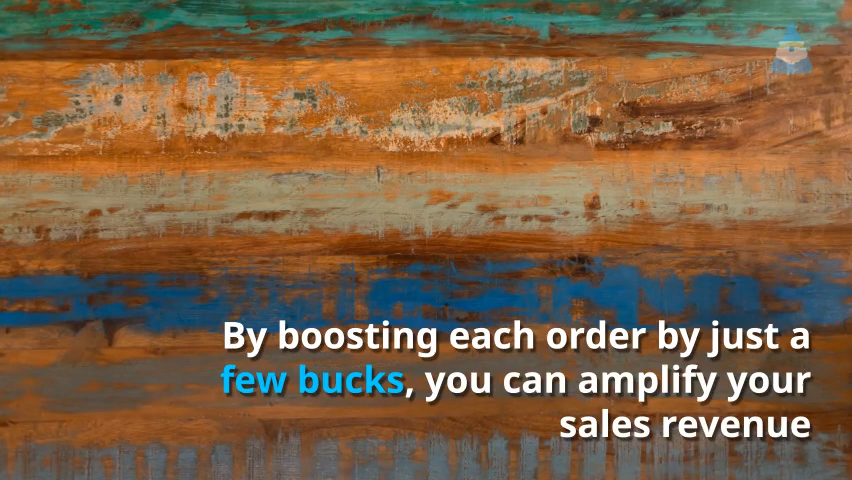 By boosting each order by just a
few bucks, you can amplify your
sales revenue